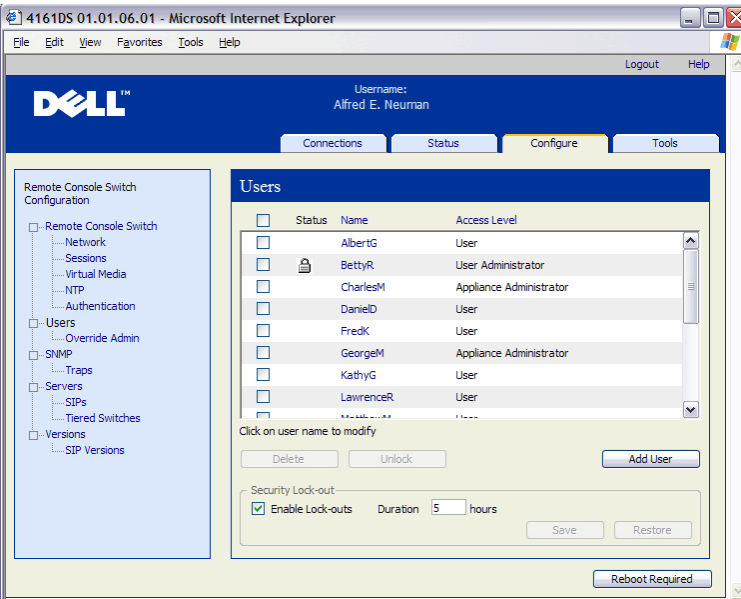 4161DS 01.01.06.01 - Microsoft Internet Explorer
File Edit View Favorites Tools Help
Logout Help
DELL™
Username:
Alfred E. Neuman
Connections Status Configure Tools
Remote Console Switch
Configuration
Remote Console Switch
Network
Sessions
Virtual Media
NTP
Authentication
Users
Override Admin
SNMP
Traps
Servers
SIPs
Tiered Switches
Versions
SIP Versions
Users
Status Name Access Level
AlbertG User
BettyR User Administrator
CharlesM Appliance Administrator
DanielD User
FredK User
GeorgeM Appliance Administrator
KathyG User
LawrenceR User
MatthewM User
Click on user name to modify
Delete Unlock Add User
Security Lock-out
Enable Lock-outs Duration 5 hours
Save Restore
Reboot Required